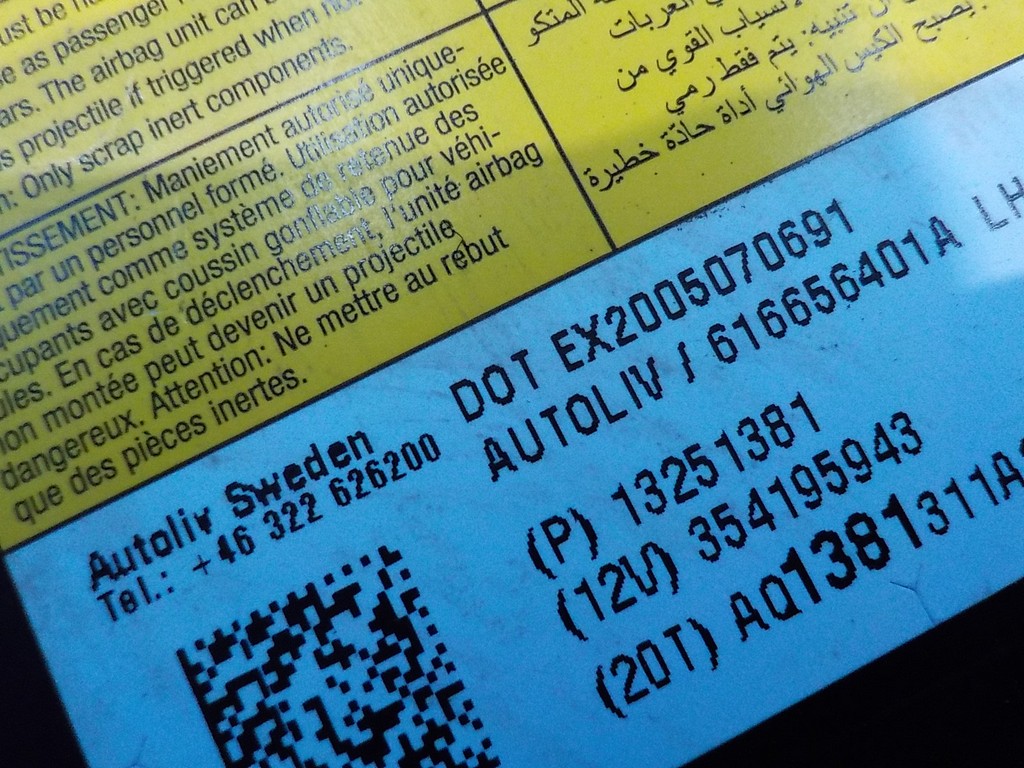 must be
as passenger
ars. The airbag unit can
projectile if triggered when
n: Only scrap inert components.
TISSEMENT: Maniement autorisé unique-
par un personnel formé. Utilisation autorisée
quement comme système de retenue des
cupants avec coussin gonflable pour véhi-
ules. En cas de déclenchement, l'unité airbag
non montée peut devenir un projectile
dangereux. Attention: Ne mettre au rebut
que des pièces inertes.
المتكو
العربات
لأسباب القوي من
تنبيه: يتم فقط رمي
يصبح الكيس الهوائي أداة حادّة خطيرة
Autoliv Sweden
Tel.: +46 322 626200
DOT EX2005070691
AUTOLIV / 616656401A LH
(P) 13251381
(12V) 354195943
(20T) AQ1381311A